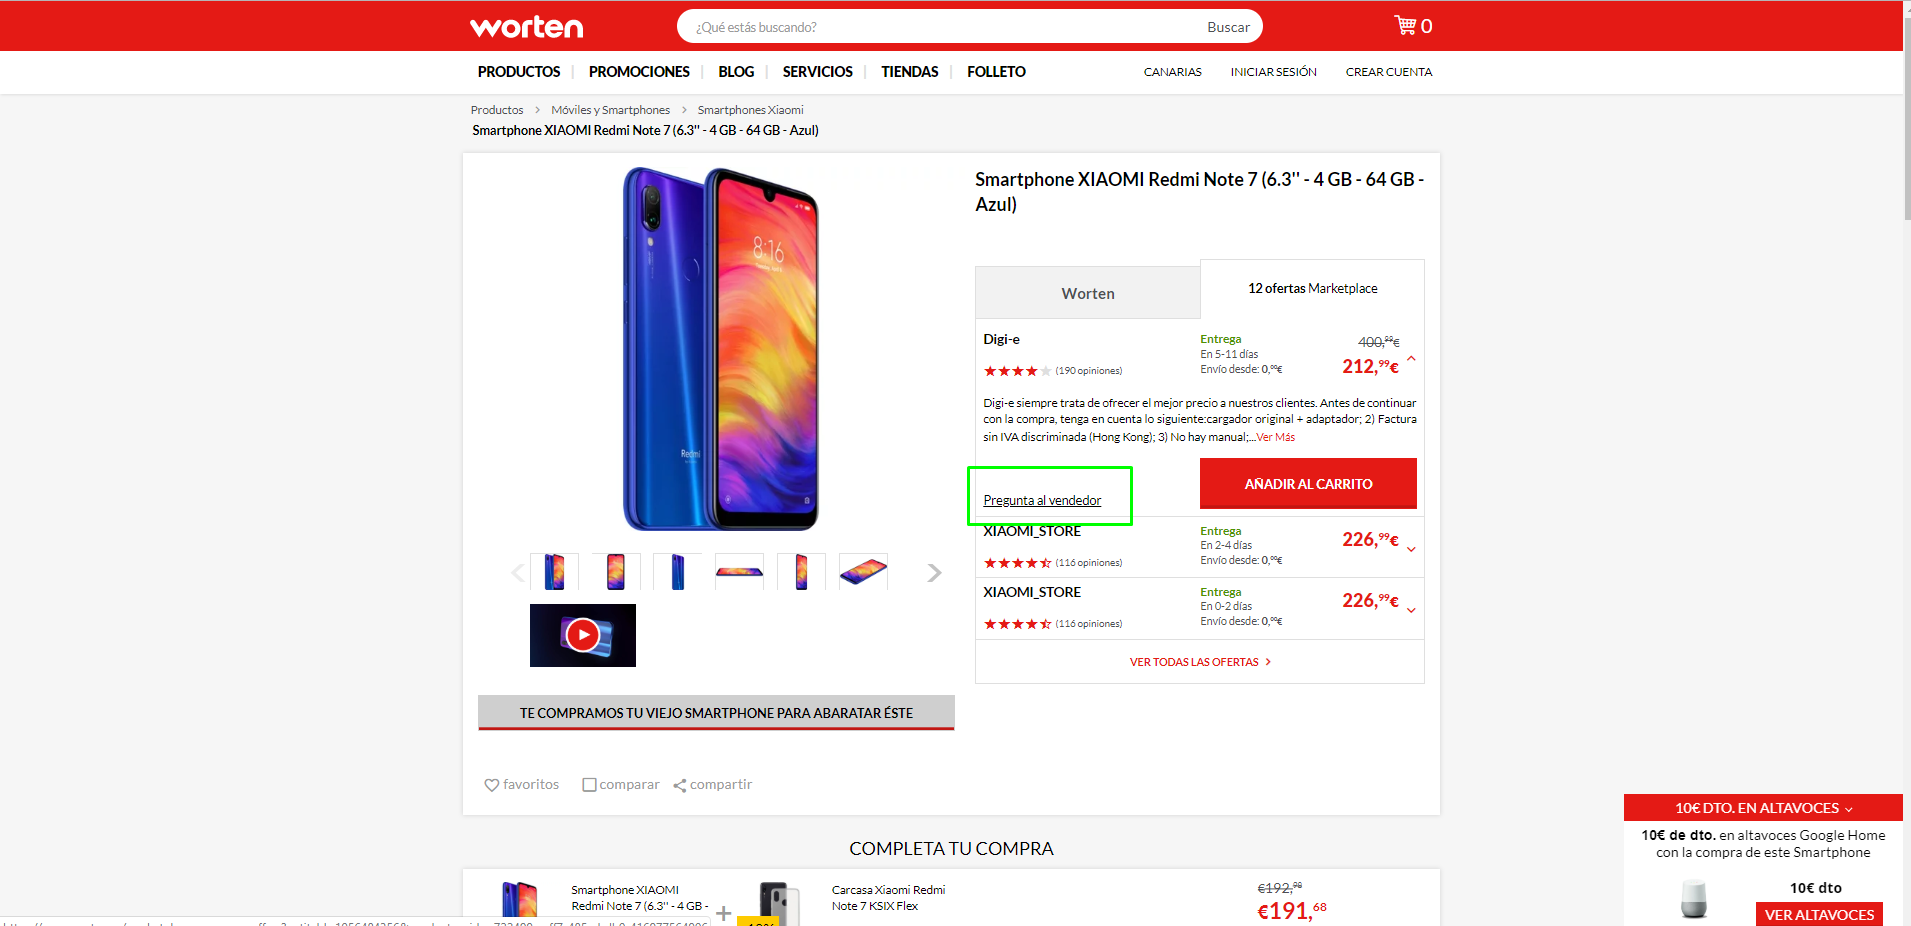 worten
¿Qué estás buscando?
Buscar
0
PRODUCTOS
PROMOCIONES
BLOG
SERVICIOS
TIENDAS
FOLLETO
CANARIAS
INICIAR SESIÓN
CREAR CUENTA
Productos > Móviles y Smartphones > Smartphones Xiaomi
Smartphone XIAOMI Redmi Note 7 (6.3'' - 4 GB - 64 GB - Azul)
8:16
Redmi
Smartphone XIAOMI Redmi Note 7 (6.3'' - 4 GB - 64 GB -
Azul)
Worten
12 ofertas Marketplace
Digi-e
(190 opiniones)
Entrega
En 5-11 días
Envío desde: 0,⁰⁰€
400,⁹⁹€
212,⁹⁹€
Digi-e siempre trata de ofrecer el mejor precio a nuestros clientes. Antes de continuar
con la compra, tenga en cuenta lo siguiente:cargador original + adaptador; 2) Factura
sin IVA discriminada (Hong Kong); 3) No hay manual;...Ver Más
Pregunta al vendedor
AÑADIR AL CARRITO
XIAOMI_STORE
(116 opiniones)
Entrega
En 2-4 días
Envío desde: 0,⁰⁰€
226,⁹⁹€
XIAOMI_STORE
(116 opiniones)
Entrega
En 0-2 días
Envío desde: 0,⁰⁰€
226,⁹⁹€
VER TODAS LAS OFERTAS >
TE COMPRAMOS TU VIEJO SMARTPHONE PARA ABARATAR ÉSTE
favoritos
comparar
compartir
COMPLETA TU COMPRA
Smartphone XIAOMI
Redmi Note 7 (6.3'' - 4 GB -
+
Carcasa Xiaomi Redmi
Note 7 KSIX Flex
€192,⁹⁸
€191,⁶⁸
10€ DTO. EN ALTAVOCES
10€ de dto. en altavoces Google Home
con la compra de este Smartphone
10€ dto
VER ALTAVOCES